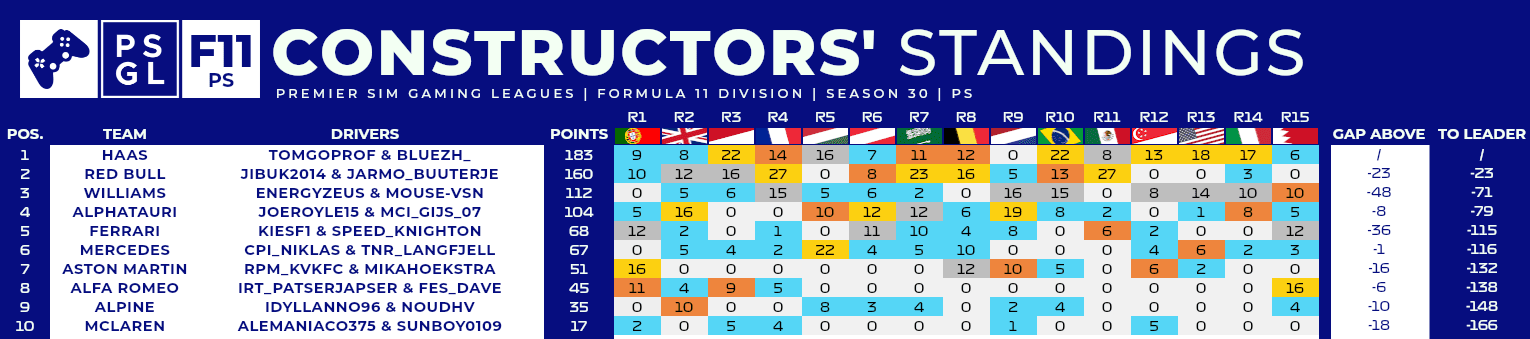 PS
GL
F11
PS
CONSTRUCTORS' STANDINGS
PREMIER SIM GAMING LEAGUES | FORMULA 11 DIVISION | SEASON 30 | PS
R1 R2 R3 R4 R5 R6 R7 R8 R9 R10 R11 R12 R13 R14 R15
POS. TEAM DRIVERS POINTS GAP ABOVE TO LEADER
1 HAAS TOMGOPROF & BLUEZH_ 183 9 8 22 14 16 7 11 12 0 22 8 13 18 17 6 / /
2 RED BULL JIBUK2014 & JARMO_BUUTERJE 160 10 12 16 27 0 8 23 16 5 13 27 0 0 3 0 -23 -23
3 WILLIAMS ENERGYZEUS & MOUSE-VSN 112 0 5 6 15 5 6 2 0 16 15 0 8 14 10 10 -48 -71
4 ALPHATAURI JOEROYLE15 & MCI_GIJS_07 104 5 16 0 0 10 12 12 6 19 8 2 0 1 8 5 -8 -79
5 FERRARI KIESF1 & SPEED_KNIGHTON 68 12 2 0 1 0 11 10 4 8 0 6 2 0 0 12 -36 -115
6 MERCEDES CPI_NIKLAS & TNR_LANGFJELL 67 0 5 4 2 22 4 5 10 0 0 0 4 6 2 3 -1 -116
7 ASTON MARTIN RPM_KVKFC & MIKAHOEKSTRA 51 16 0 0 0 0 0 0 12 10 5 0 6 2 0 0 -16 -132
8 ALFA ROMEO IRT_PATSERJAPSER & FES_DAVE 45 11 4 9 5 0 0 0 0 0 0 0 0 0 0 16 -6 -138
9 ALPINE IDYLLANNO96 & NOUDHV 35 0 10 0 0 8 3 4 0 2 4 0 0 0 0 4 -10 -148
10 MCLAREN ALEMANIACO375 & SUNBOY0109 17 2 0 5 4 0 0 0 0 1 0 0 5 0 0 0 -18 -166